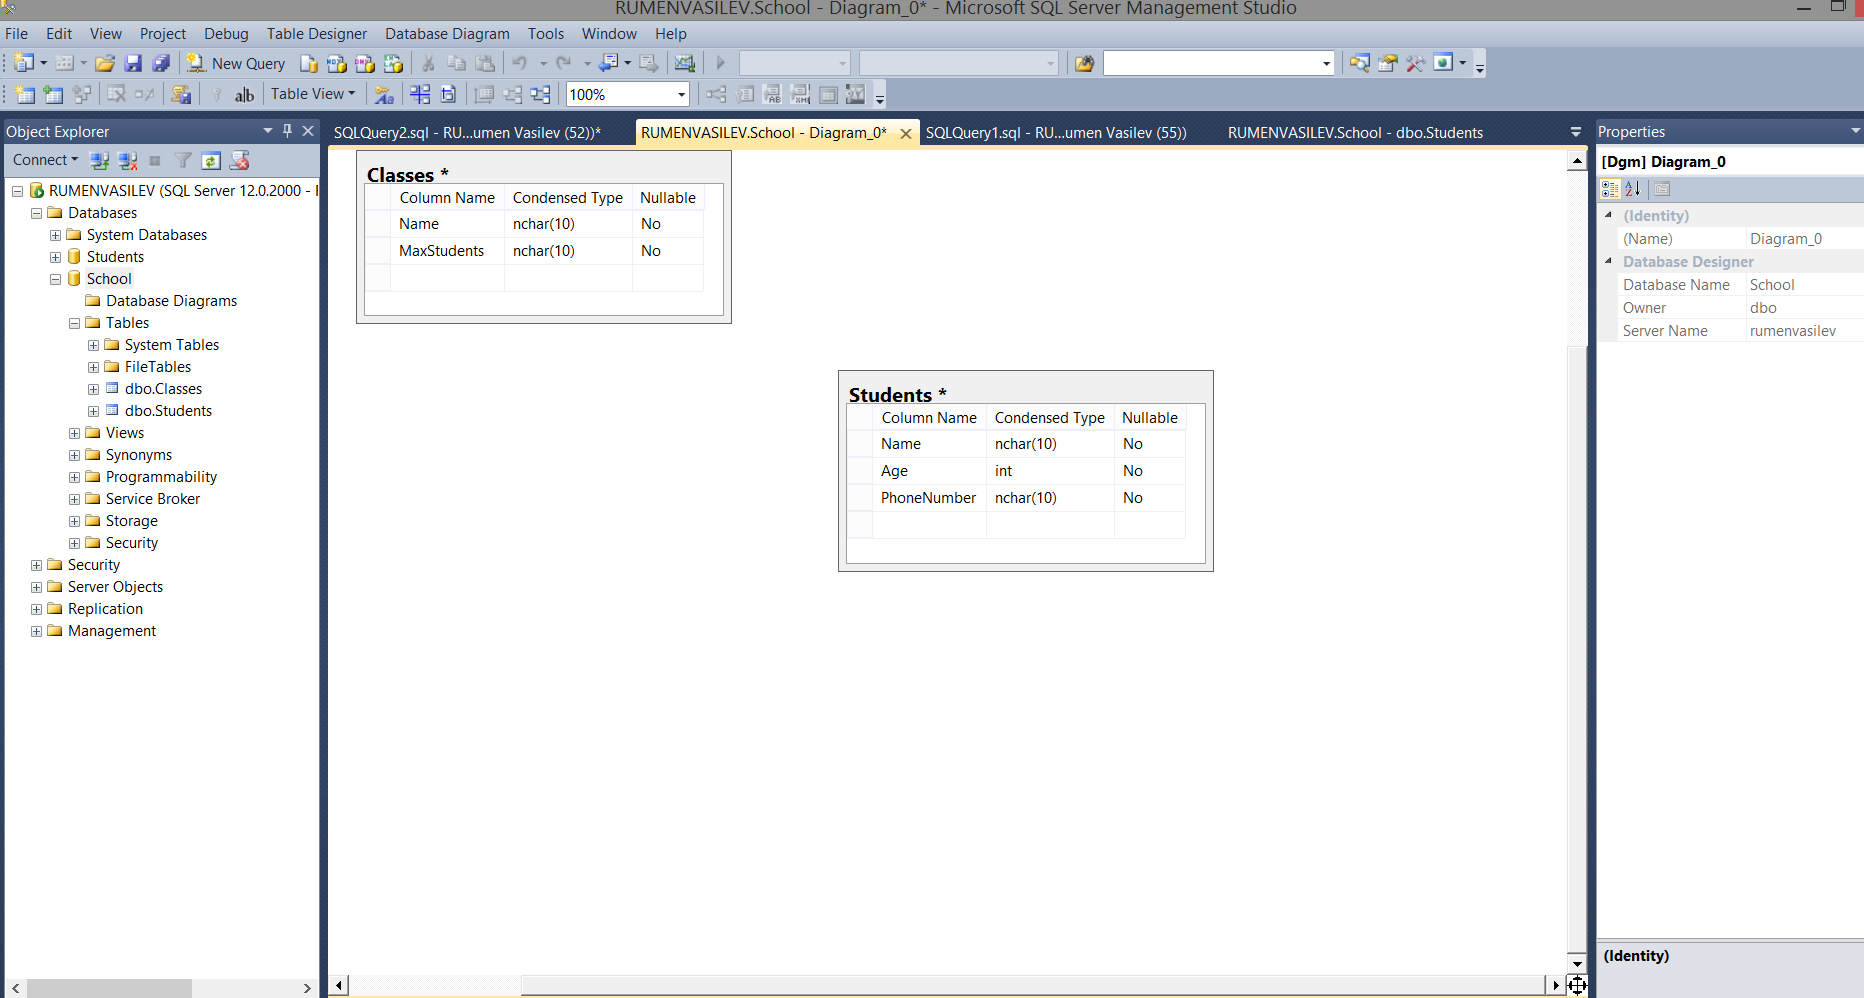 RUMENVASILEV.School - Diagram_0* - Microsoft SQL Server Management Studio
File Edit View Project Debug Table Designer Database Diagram Tools Window Help
New Query
Table View 100%
Object Explorer
Connect
RUMENVASILEV (SQL Server 12.0.2000 -
Databases
System Databases
Students
School
Database Diagrams
Tables
System Tables
FileTables
dbo.Classes
dbo.Students
Views
Synonyms
Programmability
Service Broker
Storage
Security
Security
Server Objects
Replication
Management
SQLQuery2.sql - RU...umen Vasilev (52))* RUMENVASILEV.School - Diagram_0* SQLQuery1.sql - RU...umen Vasilev (55)) RUMENVASILEV.School - dbo.Students
Classes *
Column Name Condensed Type Nullable
Name nchar(10) No
MaxStudents nchar(10) No
Students *
Column Name Condensed Type Nullable
Name nchar(10) No
Age int No
PhoneNumber nchar(10) No
Properties
[Dgm] Diagram_0
(Identity)
(Name) Diagram_0
Database Designer
Database Name School
Owner dbo
Server Name rumenvasilev
(Identity)